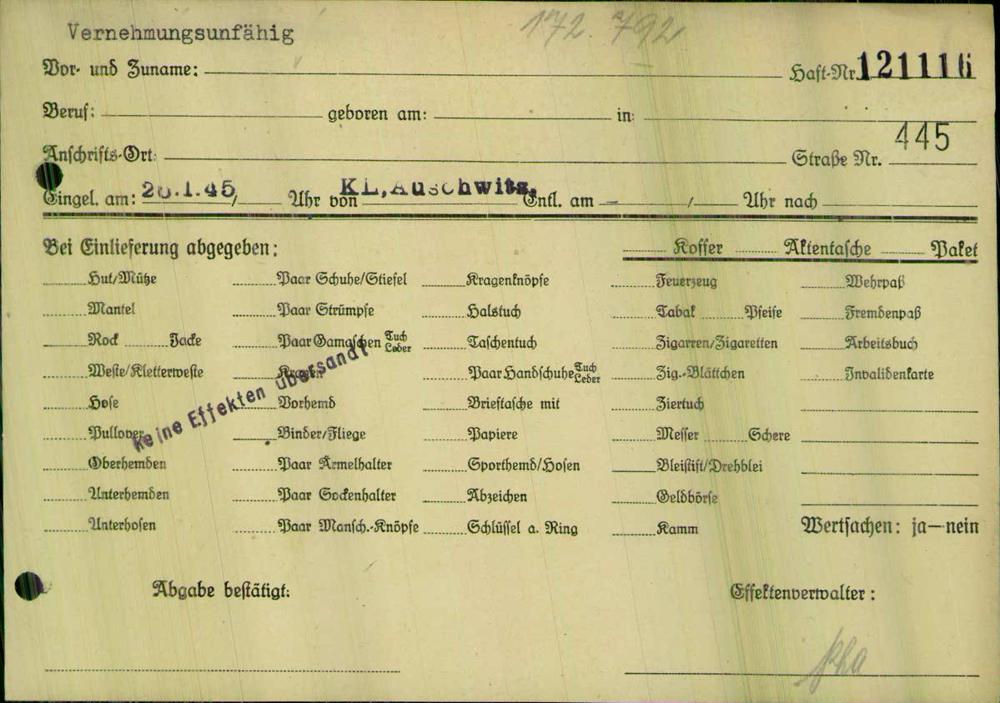 Vernehmungsunfähig
172.792
Vor- und Zuname: Haft-Nr. 121116
Beruf: geboren am: in:
445
Anschrifts-Ort: Straße Nr.
Eingel. am: 26.1.45 / Uhr von KL,Auschwitz, Entl. am - / Uhr nach
Bei Einlieferung abgegeben: Koffer Aktentasche Paket
Hut/Mütze Paar Schuhe/Stiefel Kragenknöpfe Feuerzeug Wehrpaß
Mantel Paar Strümpfe Halstuch Tabak Pfeife Fremdenpaß
Rock Jacke Paar Gamaschen Tuch Leder Taschentuch Zigarren/Zigaretten Arbeitsbuch
Weste/Kletterweste Kragen Paar Handschuhe Tuch Leder Zig.-Blättchen Invalidenkarte
keine Effekten übersandt
Hose Vorhemd Brieftasche mit Ziertuch
Pullover Binder/Fliege Papiere Messer Schere
Oberhemden Paar Ärmelhalter Sporthemd/Hosen Bleistift/Drehblei
Unterhemden Paar Sockenhalter Abzeichen Geldbörse
Unterhosen Paar Mansch.-Knöpfe Schlüssel a. Ring Kamm Wertsachen: ja—nein
Abgabe bestätigt: Effektenverwalter: